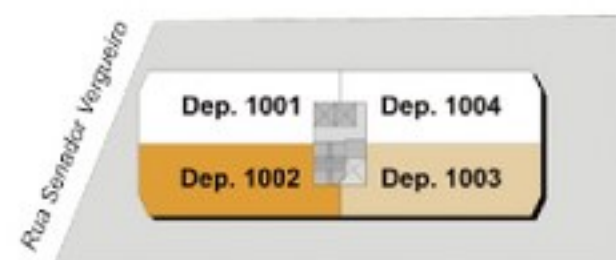 Rua Senador Vergueiro
Dep. 1001
Dep. 1004
Dep. 1002
Dep. 1003